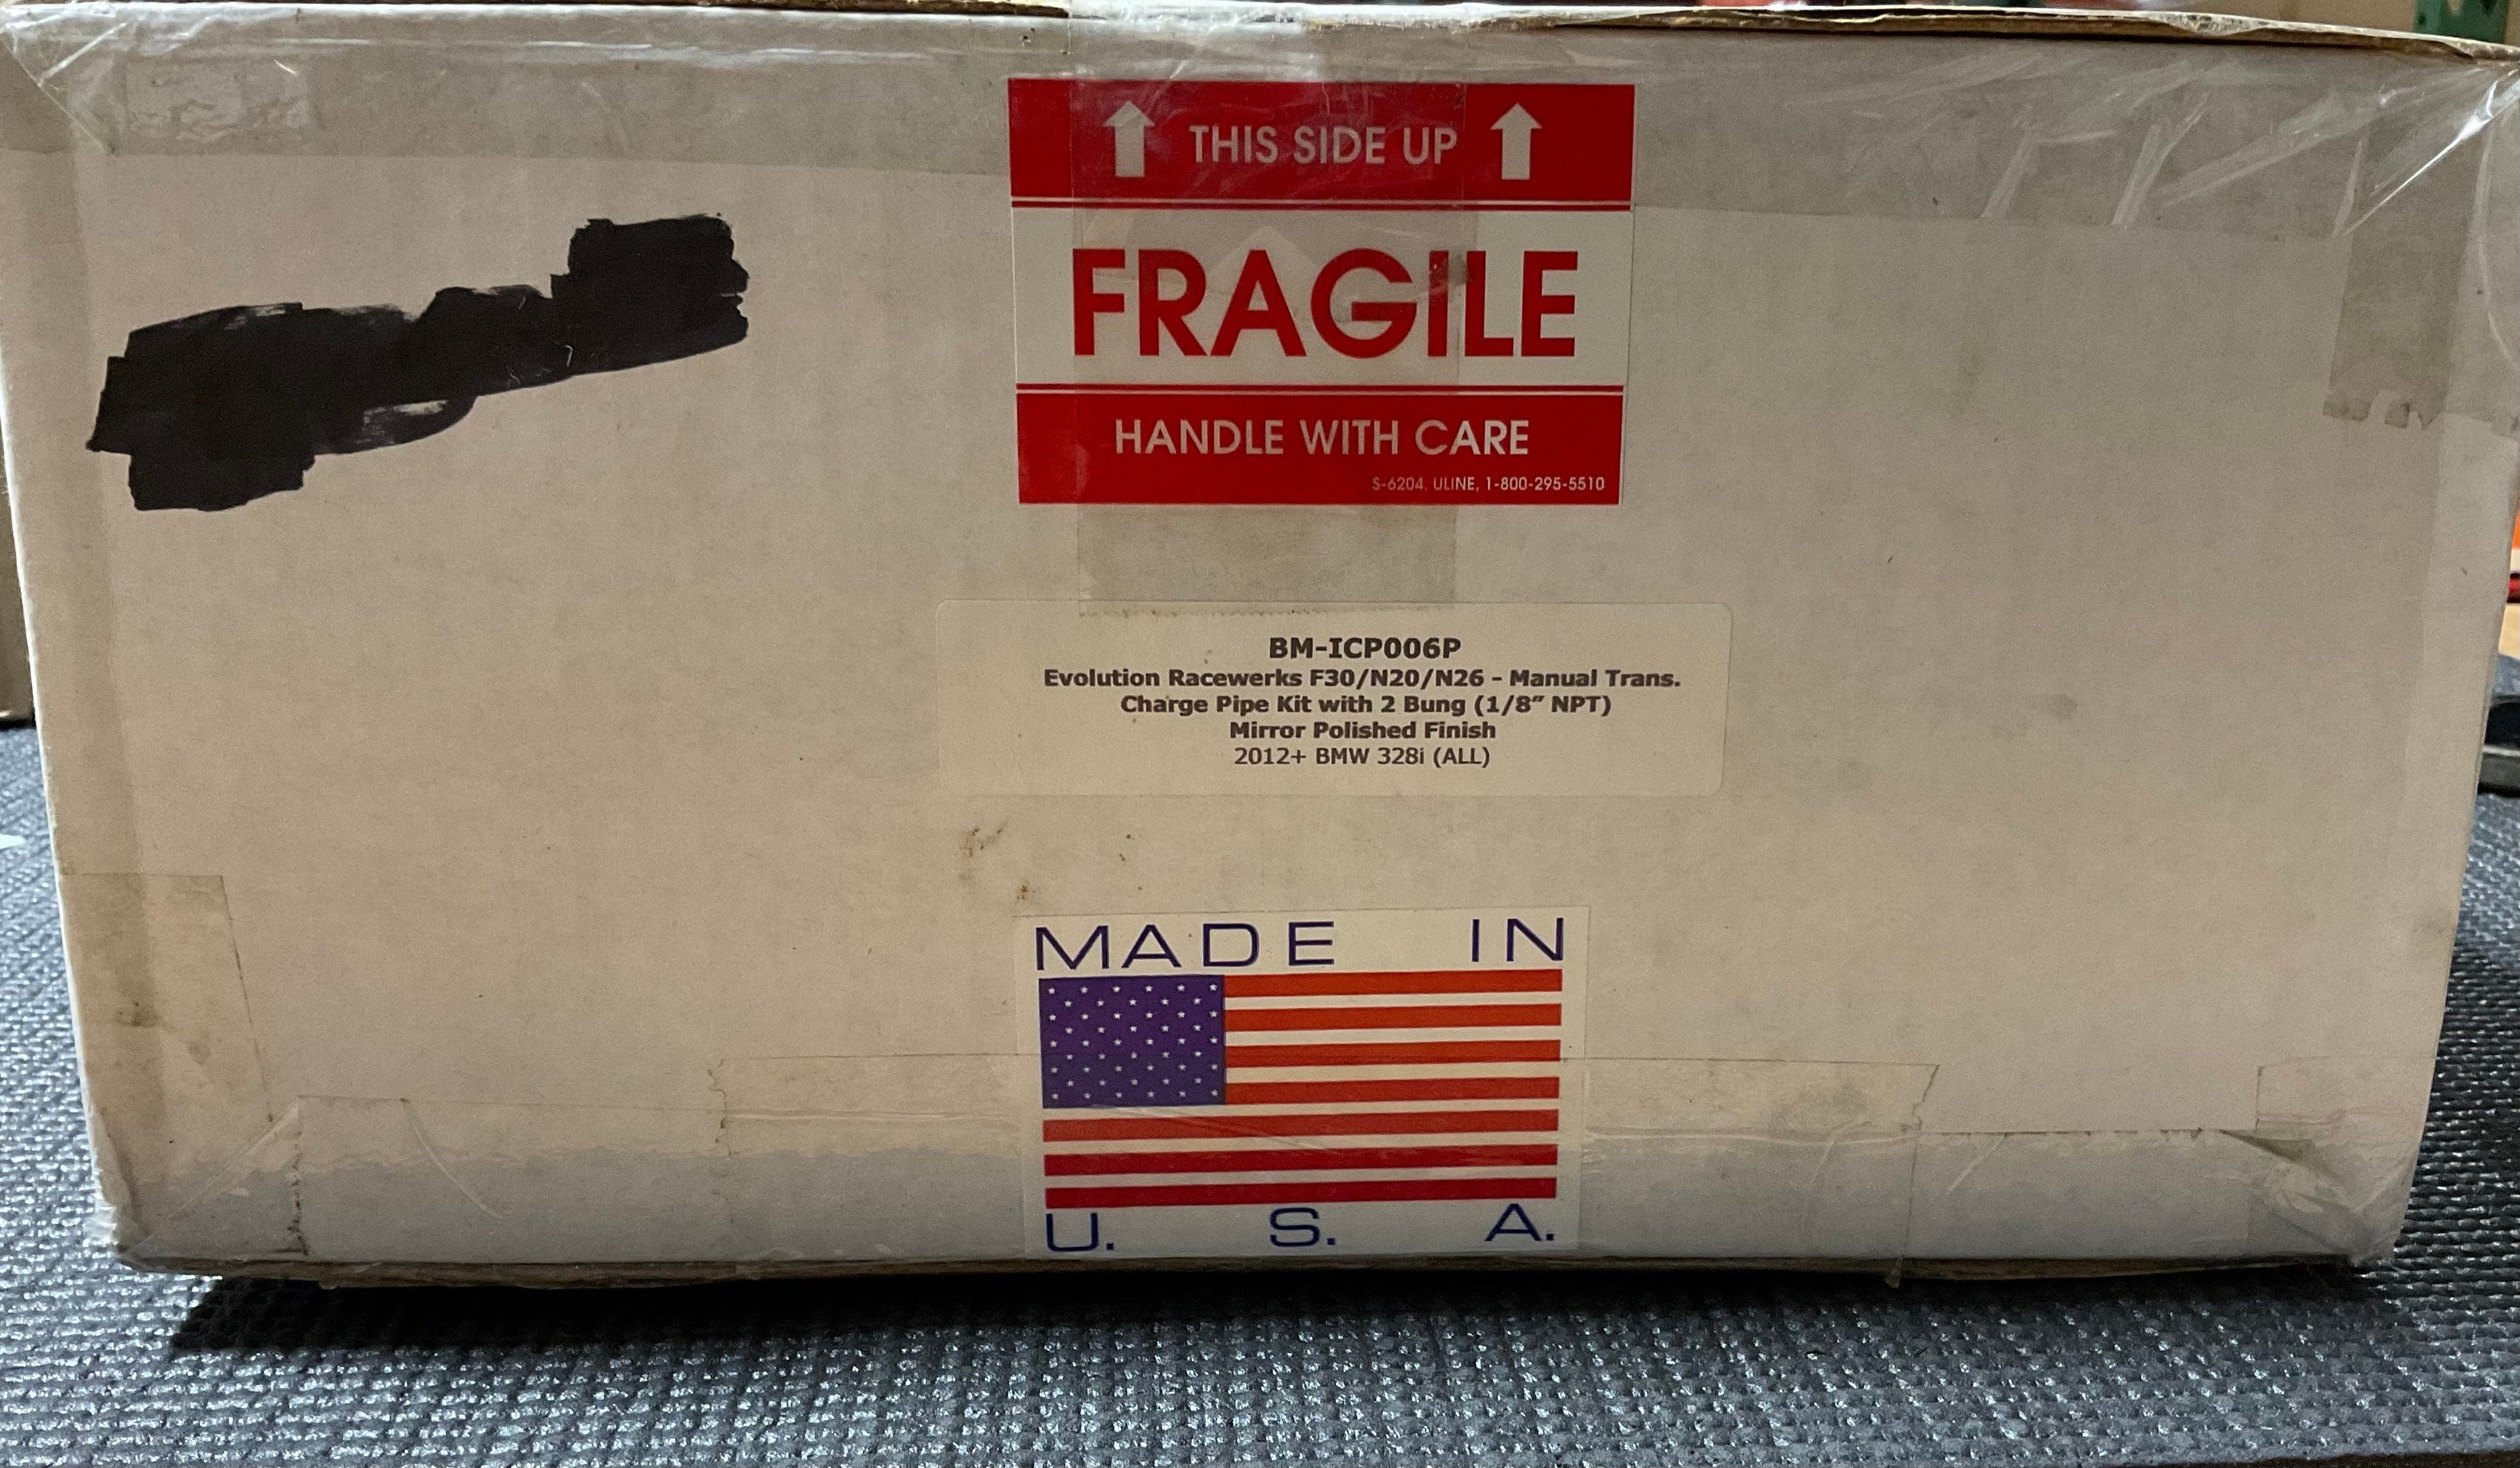 THIS SIDE UP
FRAGILE
HANDLE WITH CARE
S-6204, ULINE, 1-800-295-5510
BM-ICP006P
Evolution Racewerks F30/N20/N26 - Manual Trans.
Charge Pipe Kit with 2 Bung (1/8” NPT)
Mirror Polished Finish
2012+ BMW 328i (ALL)
MADE IN
U. S. A.